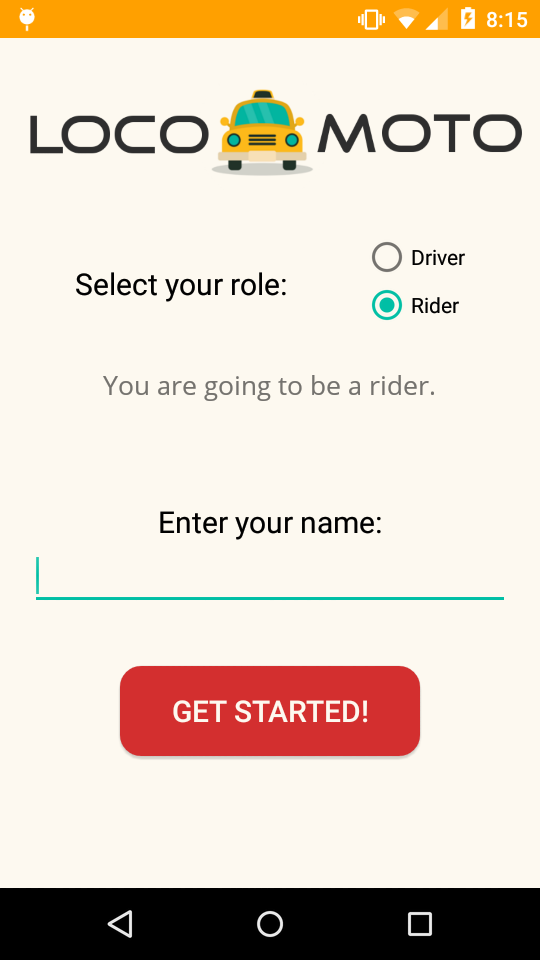 8:15
LOCO MOTO
Driver
Select your role:
Rider
You are going to be a rider.
Enter your name:
GET STARTED!